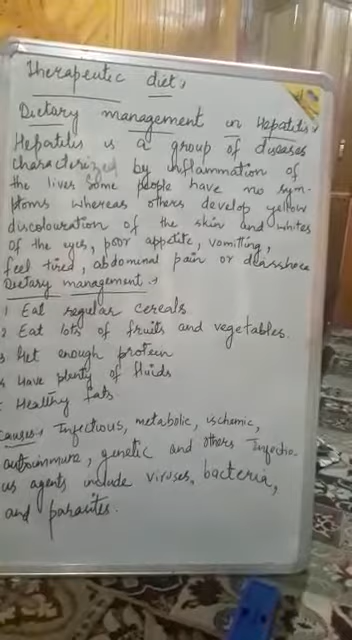 Therapeutic diet:
Dietary management in Hepatitis:
Hepatitis is a group of diseases
characterized by inflammation of
the liver Some people have no sym-
ptoms whereas others develop yellow
discolouration of the skin and whites
of the eyes, poor appetite, vomitting,
feel tired, abdominal pain or diarrhoea
Dietary management:
1 Eat regular cereals
2 Eat lots of fruits and vegetables.
3 Get enough protein
Have plenty of fluids
Healthy fats
Causes: Infectious, metabolic, ischemic,
autoimmune, genetic and others Infectio-
us agents include viruses, bacteria,
and parasites.